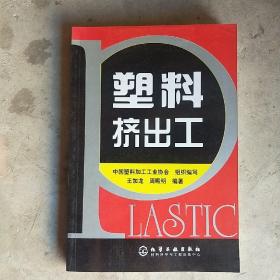 塑料
挤出工
中国塑料加工工业协会 组织编写
王加龙 周殿明 编著
PLASTIC
化学工业出版社